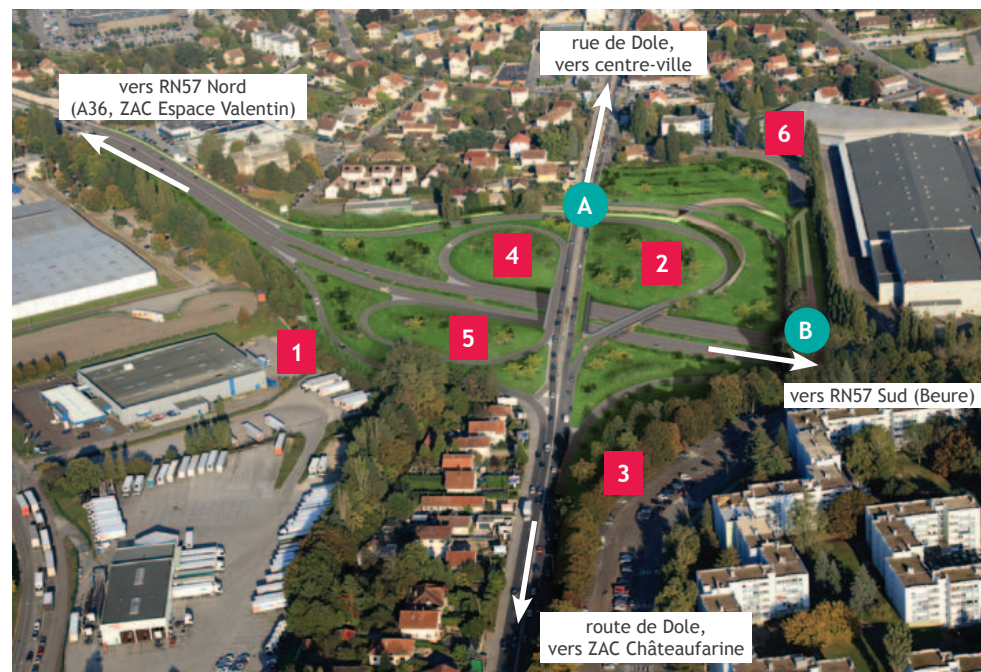 rue de Dole,
vers centre-ville
vers RN57 Nord
(A36, ZAC Espace Valentin)
6
A
4
2
B
5
1
vers RN57 Sud (Beure)
3
route de Dole,
vers ZAC Châteaufarine